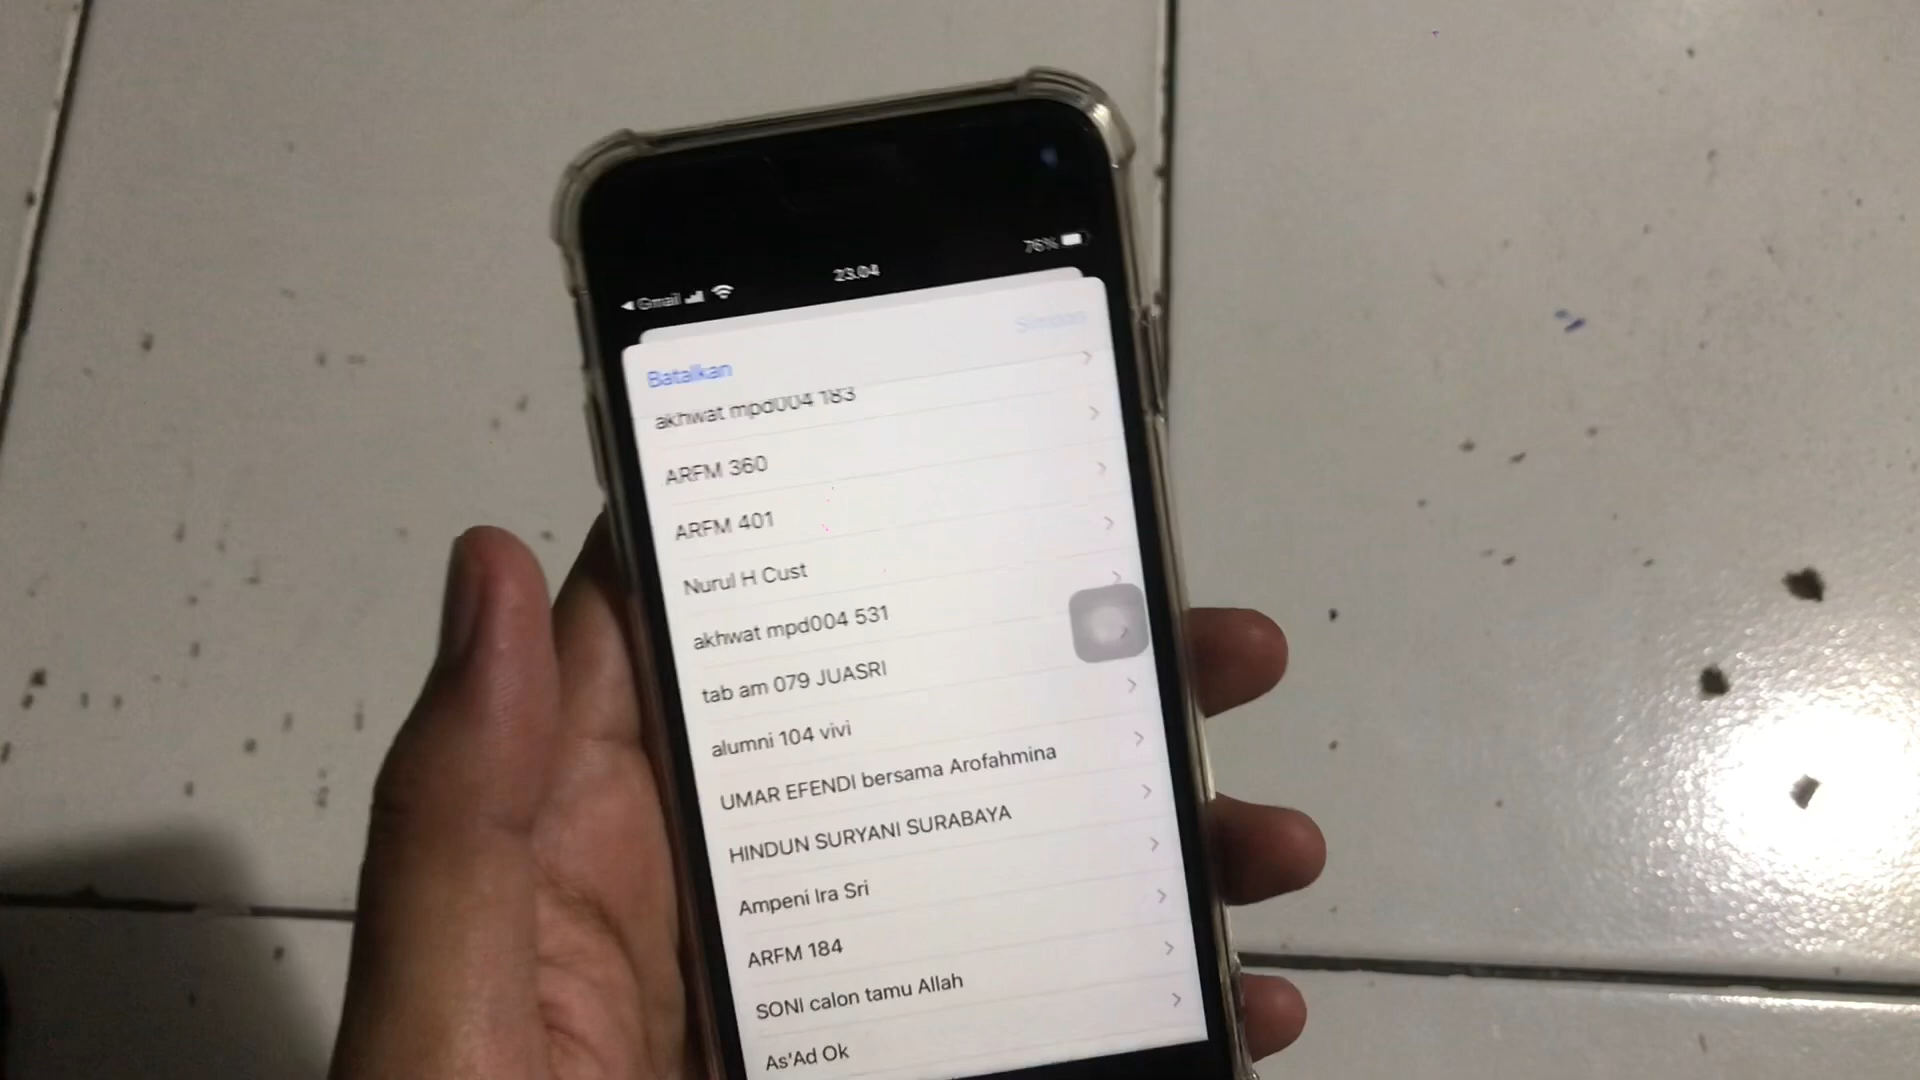 76%
23.04
Gmail
Simpan
Batalkan
akhwat mpd004 183
ARFM 360
ARFM 401
Nurul H Cust
akhwat mpd004 531
tab am 079 JUASRI
alumni 104 vivi
UMAR EFENDI bersama Arofahmina
HINDUN SURYANI SURABAYA
Ampeni Ira Sri
ARFM 184
SONI calon tamu Allah
As'Ad Ok